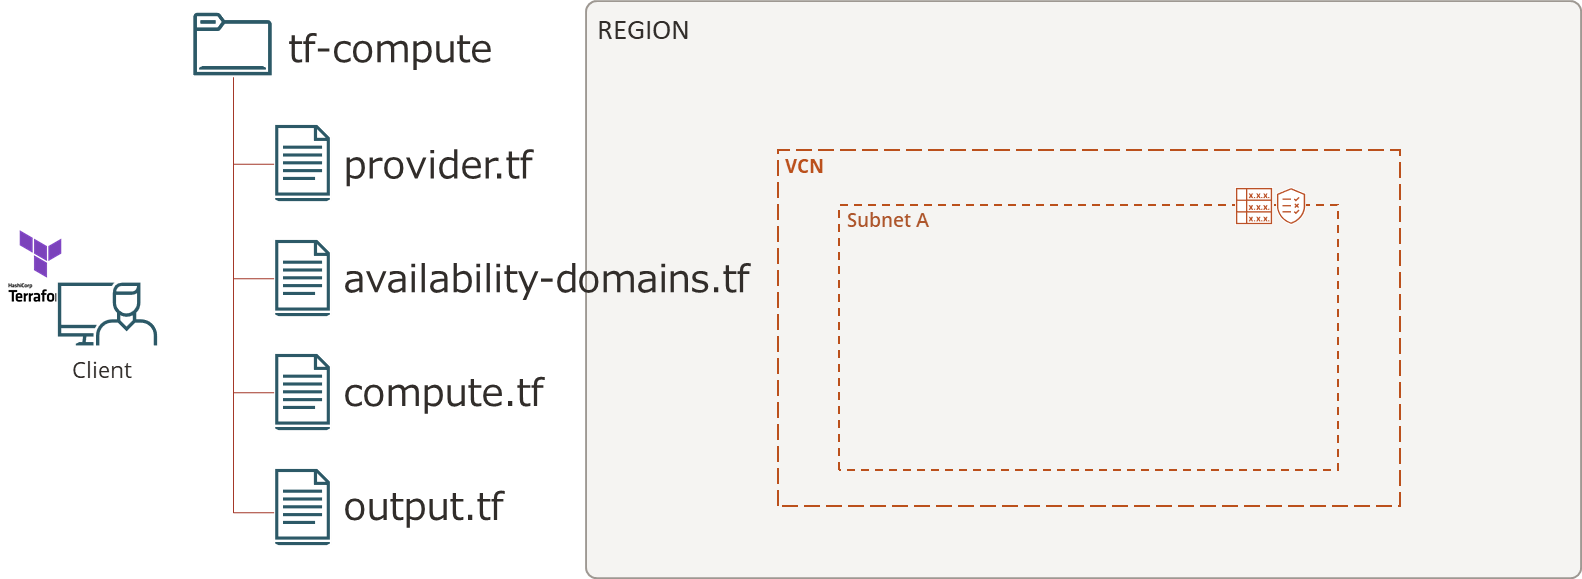 tf-compute
provider.tf
availability-domains.tf
compute.tf
output.tf
HashiCorp
Terrafor
Client
REGION
VCN
Subnet A
x.x.x.
x.x.x.
x.x.x.